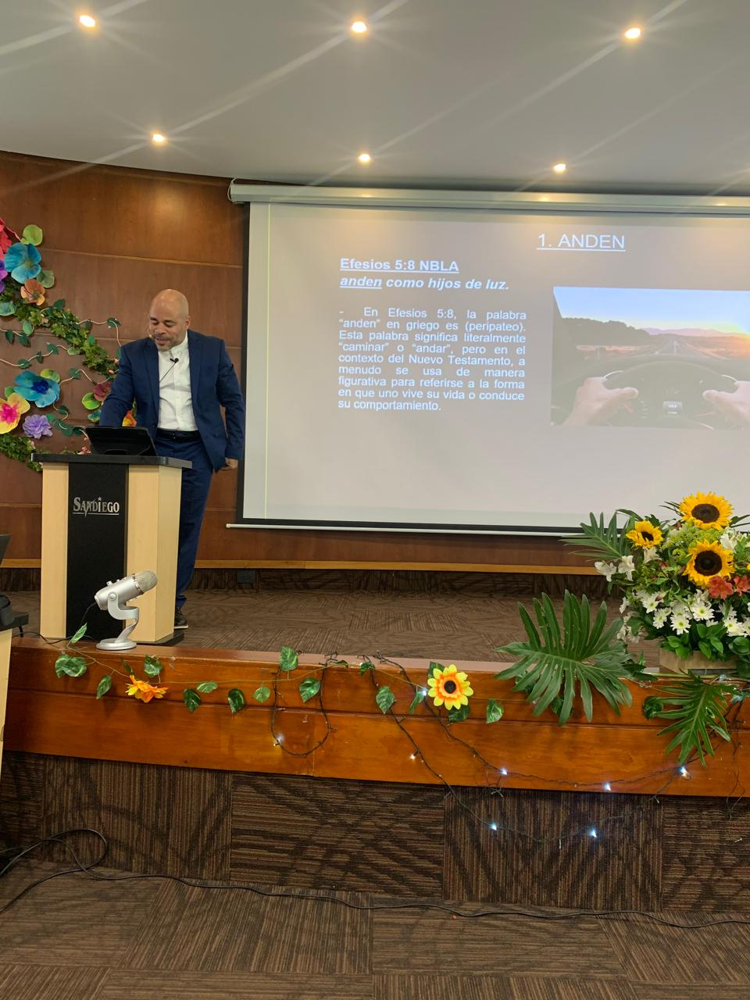 1. ANDEN
Efesios 5:8 NBLA
anden como hijos de luz.
- En Efesios 5:8, la palabra
“anden” en griego es (peripateo).
Esta palabra significa literalmente
“caminar” o “andar”, pero en el
contexto del Nuevo Testamento, a
menudo se usa de manera
figurativa para referirse a la forma
en que uno vive su vida o conduce
su comportamiento.
SANDIEGO